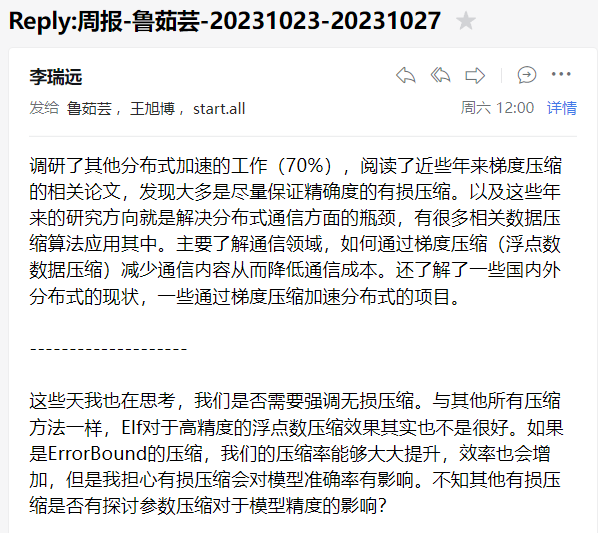 Reply:周报-鲁茹芸-20231023-20231027
李瑞远
发给 鲁茹芸 ，王旭博 ，start.all
周六 12:00 详情
调研了其他分布式加速的工作（70%），阅读了近些年来梯度压缩
的相关论文，发现大多是尽量保证精确度的有损压缩。以及这些年
来的研究方向就是解决分布式通信方面的瓶颈，有很多相关数据压
缩算法应用其中。主要了解通信领域，如何通过梯度压缩（浮点数
数据压缩）减少通信内容从而降低通信成本。还了解了一些国内外
分布式的现状，一些通过梯度压缩加速分布式的项目。
--------------------
这些天我也在思考，我们是否需要强调无损压缩。与其他所有压缩
方法一样，Elf对于高精度的浮点数压缩效果其实也不是很好。如果
是ErrorBound的压缩，我们的压缩率能够大大提升，效率也会增
加，但是我担心有损压缩会对模型准确率有影响。不知其他有损压
缩是否有探讨参数压缩对于模型精度的影响？